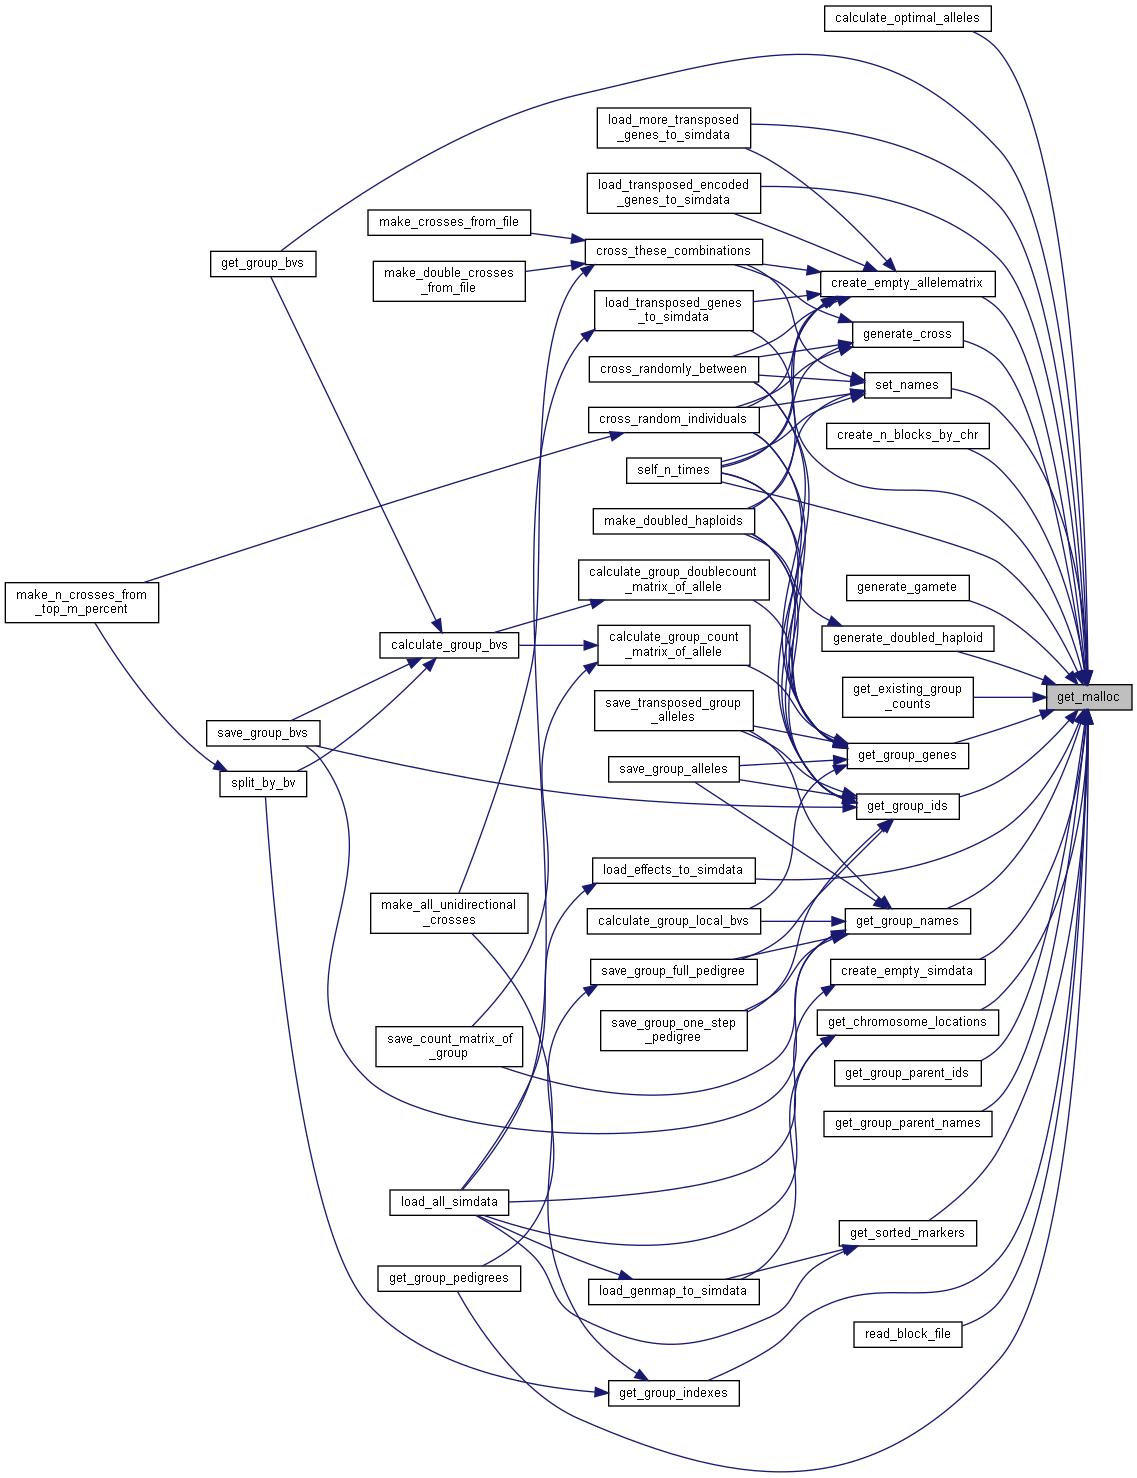 calculate_optimal_alleles
load_more_transposed
_genes_to_simdata
load_transposed_encoded
_genes_to_simdata
make_crosses_from_file
cross_these_combinations
get_group_bvs
make_double_crosses
_from_file
create_empty_allelematrix
load_transposed_genes
_to_simdata
generate_cross
cross_randomly_between
set_names
cross_random_individuals
create_n_blocks_by_chr
self_n_times
make_doubled_haploids
calculate_group_doublecount
_matrix_of_allele
generate_gamete
make_n_crosses_from
_top_m_percent
calculate_group_bvs
calculate_group_count
_matrix_of_allele
generate_doubled_haploid
get_existing_group
_counts
get_malloc
save_transposed_group
_alleles
save_group_bvs
get_group_genes
save_group_alleles
split_by_bv
get_group_ids
load_effects_to_simdata
make_all_unidirectional
_crosses
calculate_group_local_bvs
get_group_names
save_group_full_pedigree
create_empty_simdata
save_group_one_step
_pedigree
get_chromosome_locations
save_count_matrix_of
_group
get_group_parent_ids
get_group_parent_names
load_all_simdata
get_sorted_markers
get_group_pedigrees
load_genmap_to_simdata
read_block_file
get_group_indexes